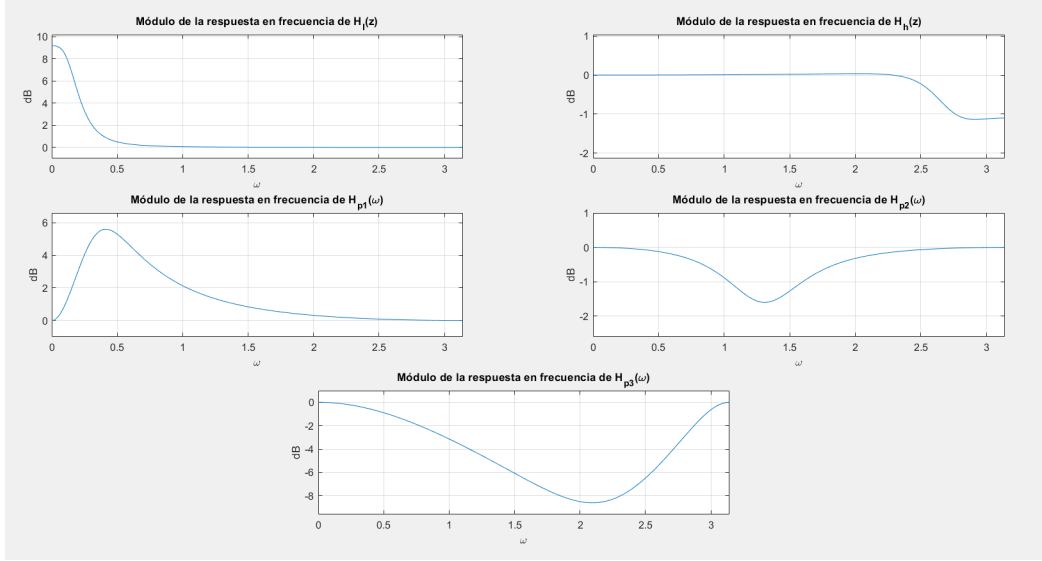 Módulo de la respuesta en frecuencia de H_l(z)
10
8
6
4
2
0
dB
0 0.5 1 1.5 2 2.5 3
ω
Módulo de la respuesta en frecuencia de H_h(z)
1
0
-1
-2
dB
0 0.5 1 1.5 2 2.5 3
ω
Módulo de la respuesta en frecuencia de H_p1(ω)
6
4
2
0
dB
0 0.5 1 1.5 2 2.5 3
ω
Módulo de la respuesta en frecuencia de H_p2(ω)
1
0
-1
-2
dB
0 0.5 1 1.5 2 2.5 3
ω
Módulo de la respuesta en frecuencia de H_p3(ω)
0
-2
-4
-6
-8
dB
0 0.5 1 1.5 2 2.5 3
ω